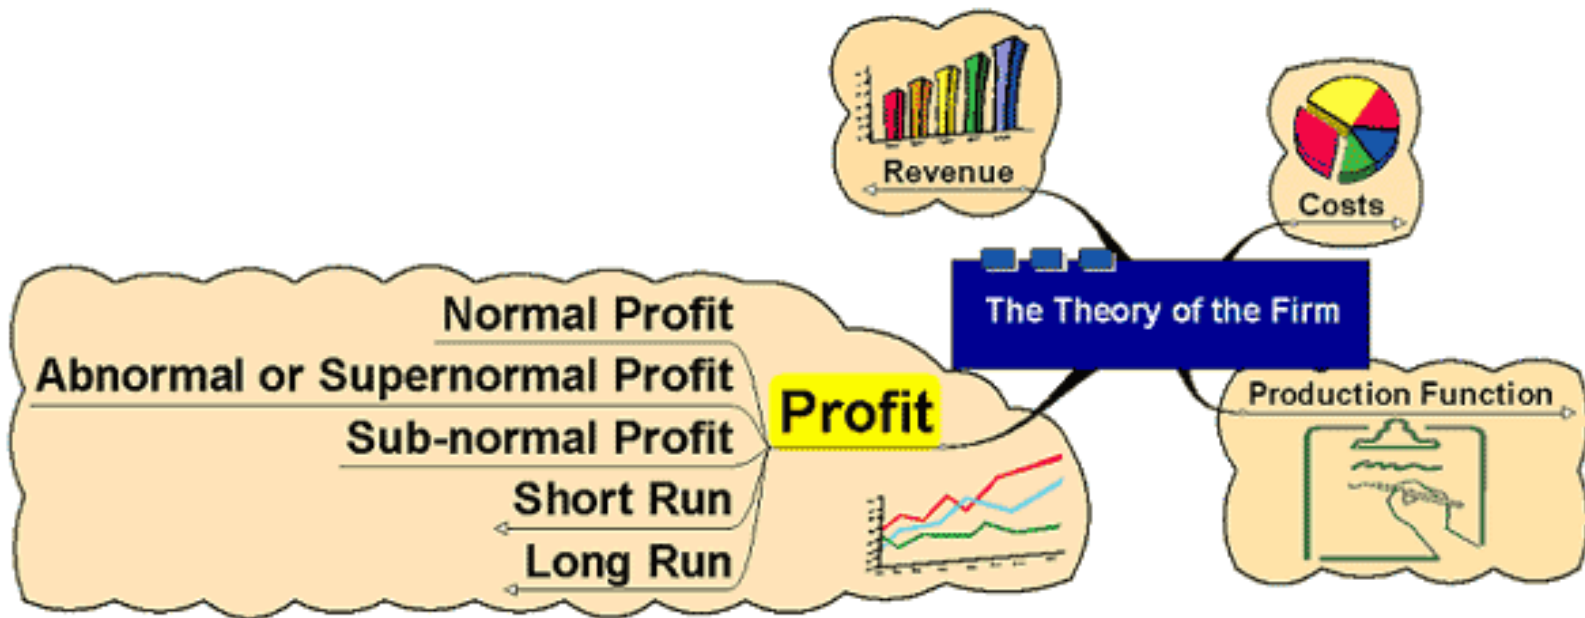 Revenue
Costs
The Theory of the Firm
Normal Profit
Abnormal or Supernormal Profit
Sub-normal Profit
Short Run
Long Run
Profit
Production Function